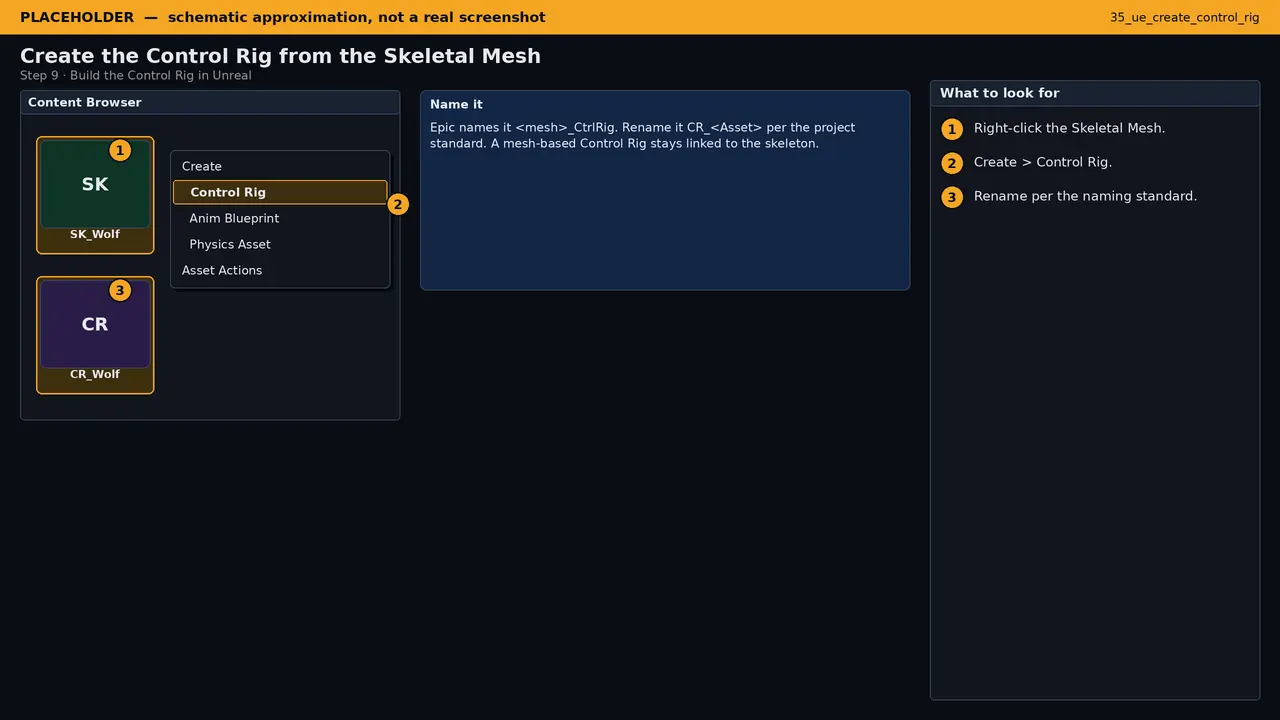 PLACEHOLDER — schematic approximation, not a real screenshot
35_ue_create_control_rig
Create the Control Rig from the Skeletal Mesh
Step 9 · Build the Control Rig in Unreal
Content Browser
1
SK
SK_Wolf
3
CR
CR_Wolf
Create
Control Rig
2
Anim Blueprint
Physics Asset
Asset Actions
Name it
Epic names it <mesh>_CtrlRig. Rename it CR_<Asset> per the project
standard. A mesh-based Control Rig stays linked to the skeleton.
What to look for
1 Right-click the Skeletal Mesh.
2 Create > Control Rig.
3 Rename per the naming standard.